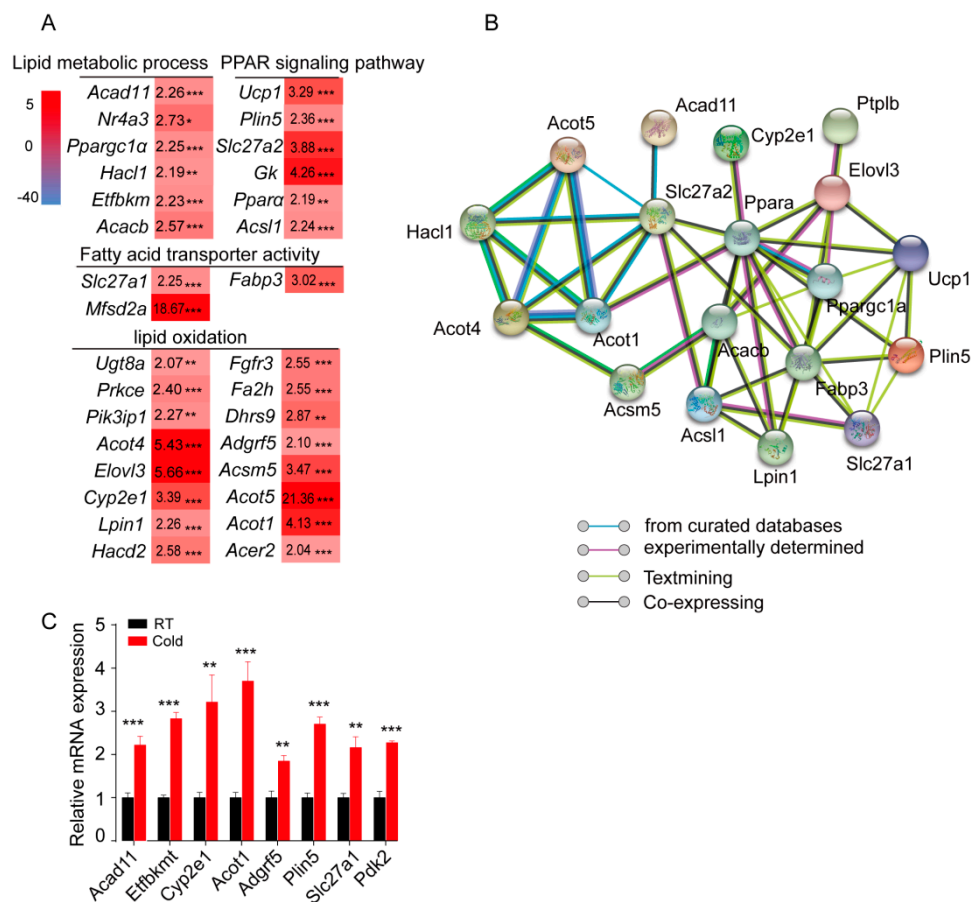 A
Lipid metabolic process PPAR signaling pathway
5
0
-40
Acad11 2.26 *** Ucp1 3.29 ***
Nr4a3 2.73 * Plin5 2.36 ***
Ppargc1α 2.25 *** Slc27a2 3.88 ***
Hacl1 2.19 ** Gk 4.26 ***
Etfbkm 2.23 *** Pparα 2.19 **
Acacb 2.57 *** Acsl1 2.24 ***
Fatty acid transporter activity
Slc27a1 2.25 *** Fabp3 3.02 ***
Mfsd2a 18.67 ***
lipid oxidation
Ugt8a 2.07 ** Fgfr3 2.55 ***
Prkce 2.40 *** Fa2h 2.55 ***
Pik3ip1 2.27 ** Dhrs9 2.87 **
Acot4 5.43 *** Adgrf5 2.10 ***
Elovl3 5.66 *** Acsm5 3.47 ***
Cyp2e1 3.39 *** Acot5 21.36 ***
Lpin1 2.26 *** Acot1 4.13 ***
Hacd2 2.58 *** Acer2 2.04 ***
B
Acad11
Ptplb
Acot5
Cyp2e1
Elovl3
Slc27a2
Ppara
Hacl1
Ucp1
Ppargc1a
Acot4
Acot1
Acacb
Plin5
Fabp3
Acsm5
Acsl1
Slc27a1
Lpin1
from curated databases
experimentally determined
Textmining
Co-expressing
C
RT
Cold
Relative mRNA expression
5
4
3
2
1
0
***
***
**
***
**
***
**
***
Acad11
Etfbkmt
Cyp2e1
Acot1
Adgrf5
Plin5
Slc27a1
Pdk2